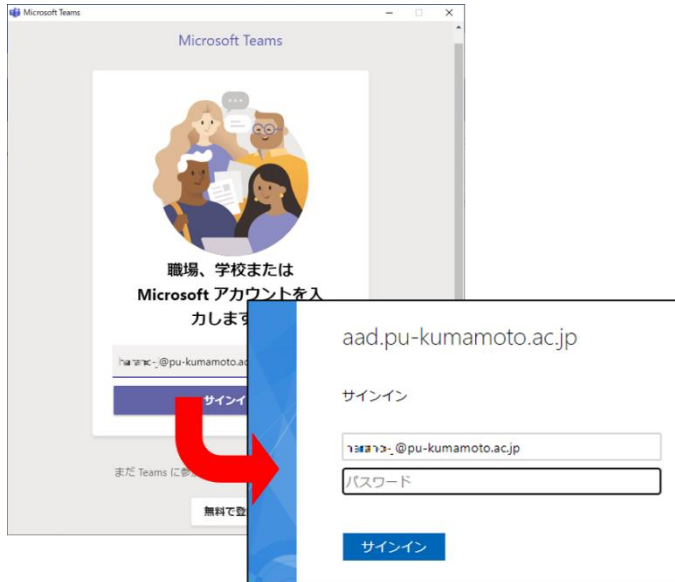 Microsoft Teams
Microsoft Teams
職場、学校または
Microsoft アカウントを入
力します
@pu-kumamoto.ac
サインイ
まだ Teams に参
無料で登
aad.pu-kumamoto.ac.jp
サインイン
@pu-kumamoto.ac.jp
パスワード
サインイン